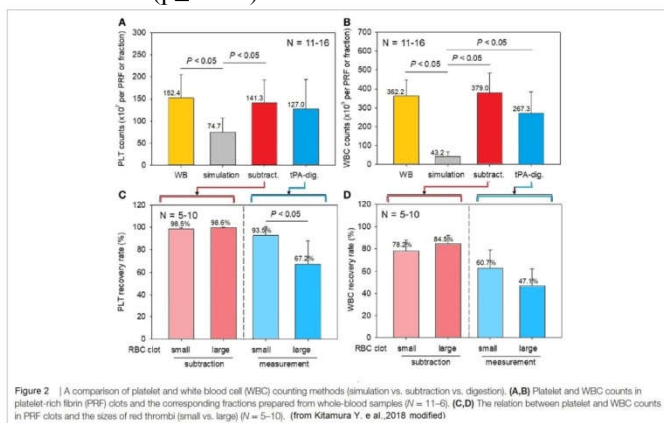 A
N = 11-16
P < 0.05
P < 0.05
PLT counts (x10⁷ per PRF or fraction)
300
250
200
150
100
50
0
152.4
74.7
141.3
127.0
WB simulation subtract. tPA-dig.
B
N = 11-16
P < 0.05
P < 0.05
P < 0.05
700
600
500
400
300
200
100
0
362.2
43.2
379.0
267.3
WB simulation subtract. tPA-dig.
C
N = 5-10
P < 0.05
PLT recovery rate (%)
120
100
80
60
40
20
0
98.5%
98.6%
93.5%
67.2%
RBC clot small large small large
subtraction measurement
D
N = 5-10
WBC recovery rate (%)
120
100
80
60
40
20
0
78.2%
84.5%
60.7%
47.1%
RBC clot small large small large
subtraction measurement
Figure 2 | A comparison of platelet and white blood cell (WBC) counting methods (simulation vs. subtraction vs. digestion). (A,B) Platelet and WBC counts in
platelet-rich fibrin (PRF) clots and the corresponding fractions prepared from whole-blood samples (N = 11–6). (C,D) The relation between platelet and WBC counts
in PRF clots and the sizes of red thrombi (small vs. large) (N = 5–10). (from Kitamura Y. e al.,2018 modified)